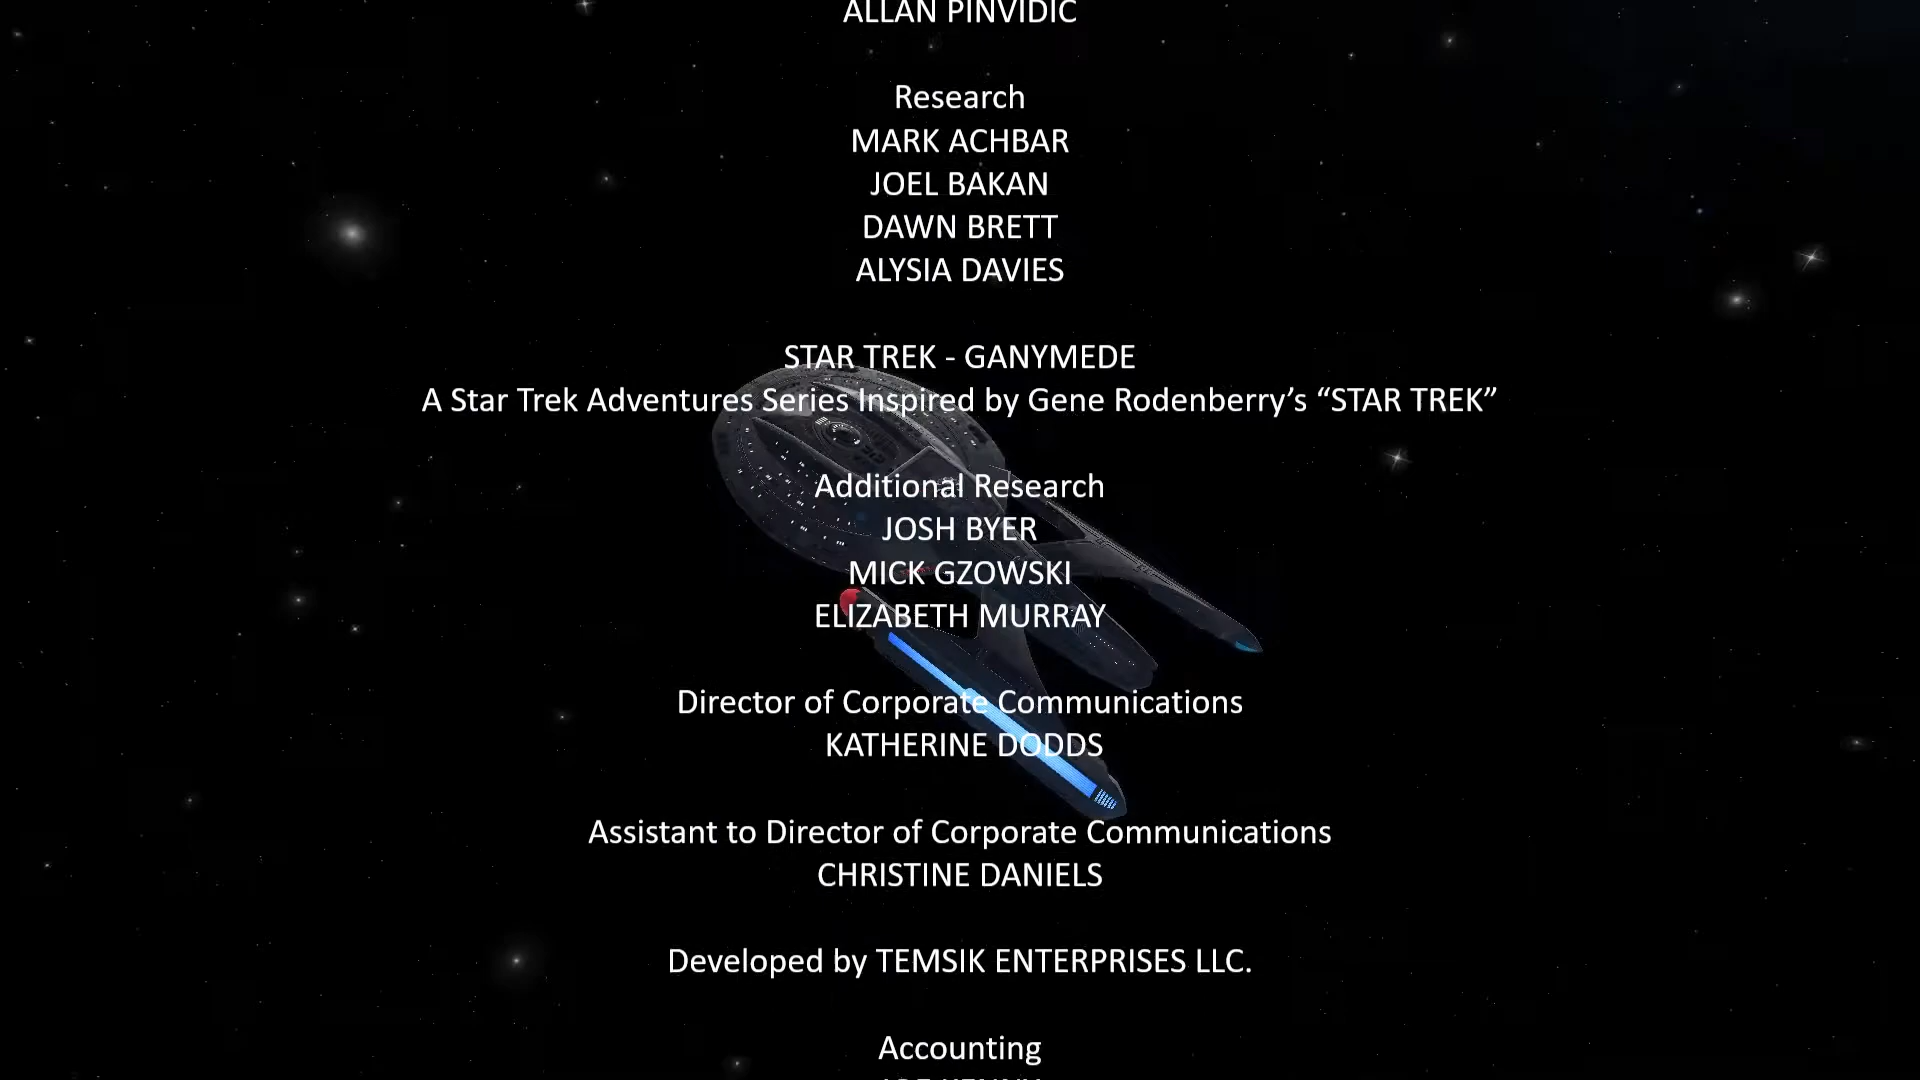 ALLAN PINVIDIC
Research
MARK ACHBAR
JOEL BAKAN
DAWN BRETT
ALYSIA DAVIES
STAR TREK - GANYMEDE
A Star Trek Adventures Series Inspired by Gene Rodenberry’s “STAR TREK”
Additional Research
JOSH BYER
MICK GZOWSKI
ELIZABETH MURRAY
Director of Corporate Communications
KATHERINE DODDS
Assistant to Director of Corporate Communications
CHRISTINE DANIELS
Developed by TEMSIK ENTERPRISES LLC.
Accounting